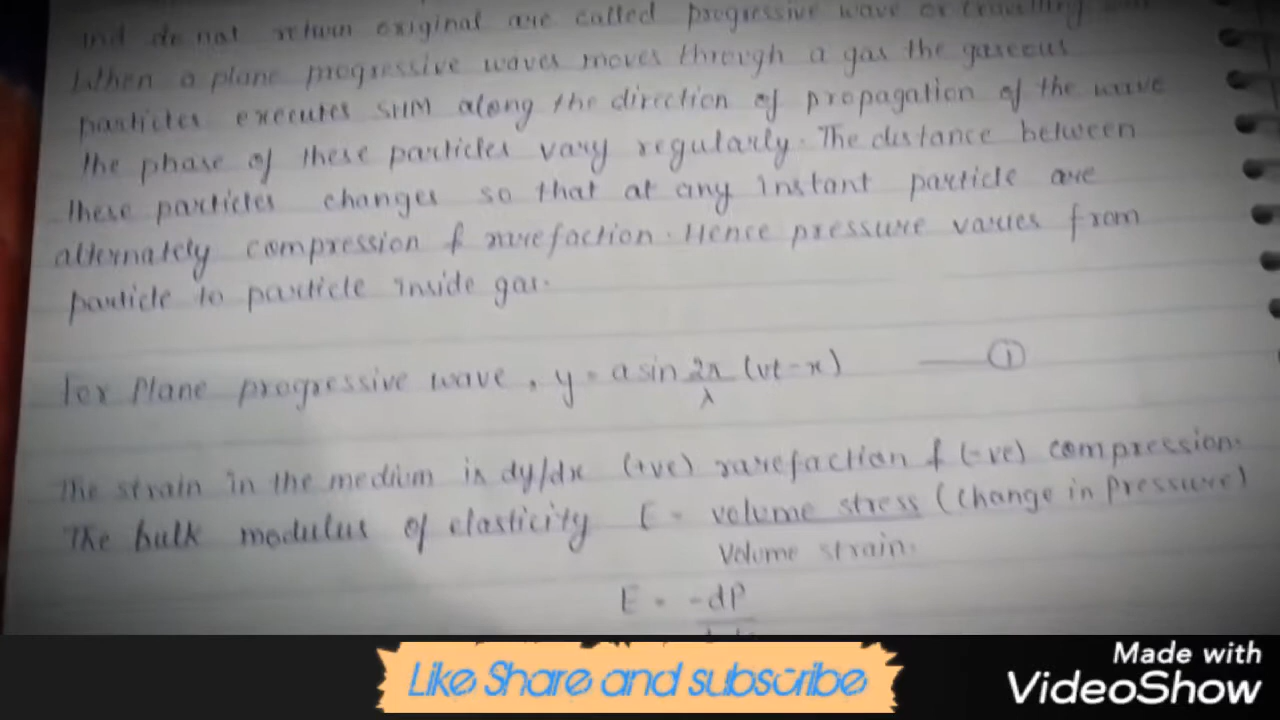 and do not return original are called progressive wave or travelling
When a plane progressive waves moves through a gas the gaseous
particles executes SHM along the direction of propagation of the wave
the phase of these particles vary regularly. The distance between
these particles changes so that at any instant particle are
alternately compression & rarefaction. Hence pressure varies from
particle to particle inside gas.
for Plane progressive wave, y = a sin 2π/λ (vt-x) —— ①
The strain in the medium is dy/dx (+ve) rarefaction & (-ve) compression.
The bulk modulus of elasticity E = volume stress (change in pressure)
Volume strain.
E = -dP
Like Share and subscribe
Made with
VideoShow